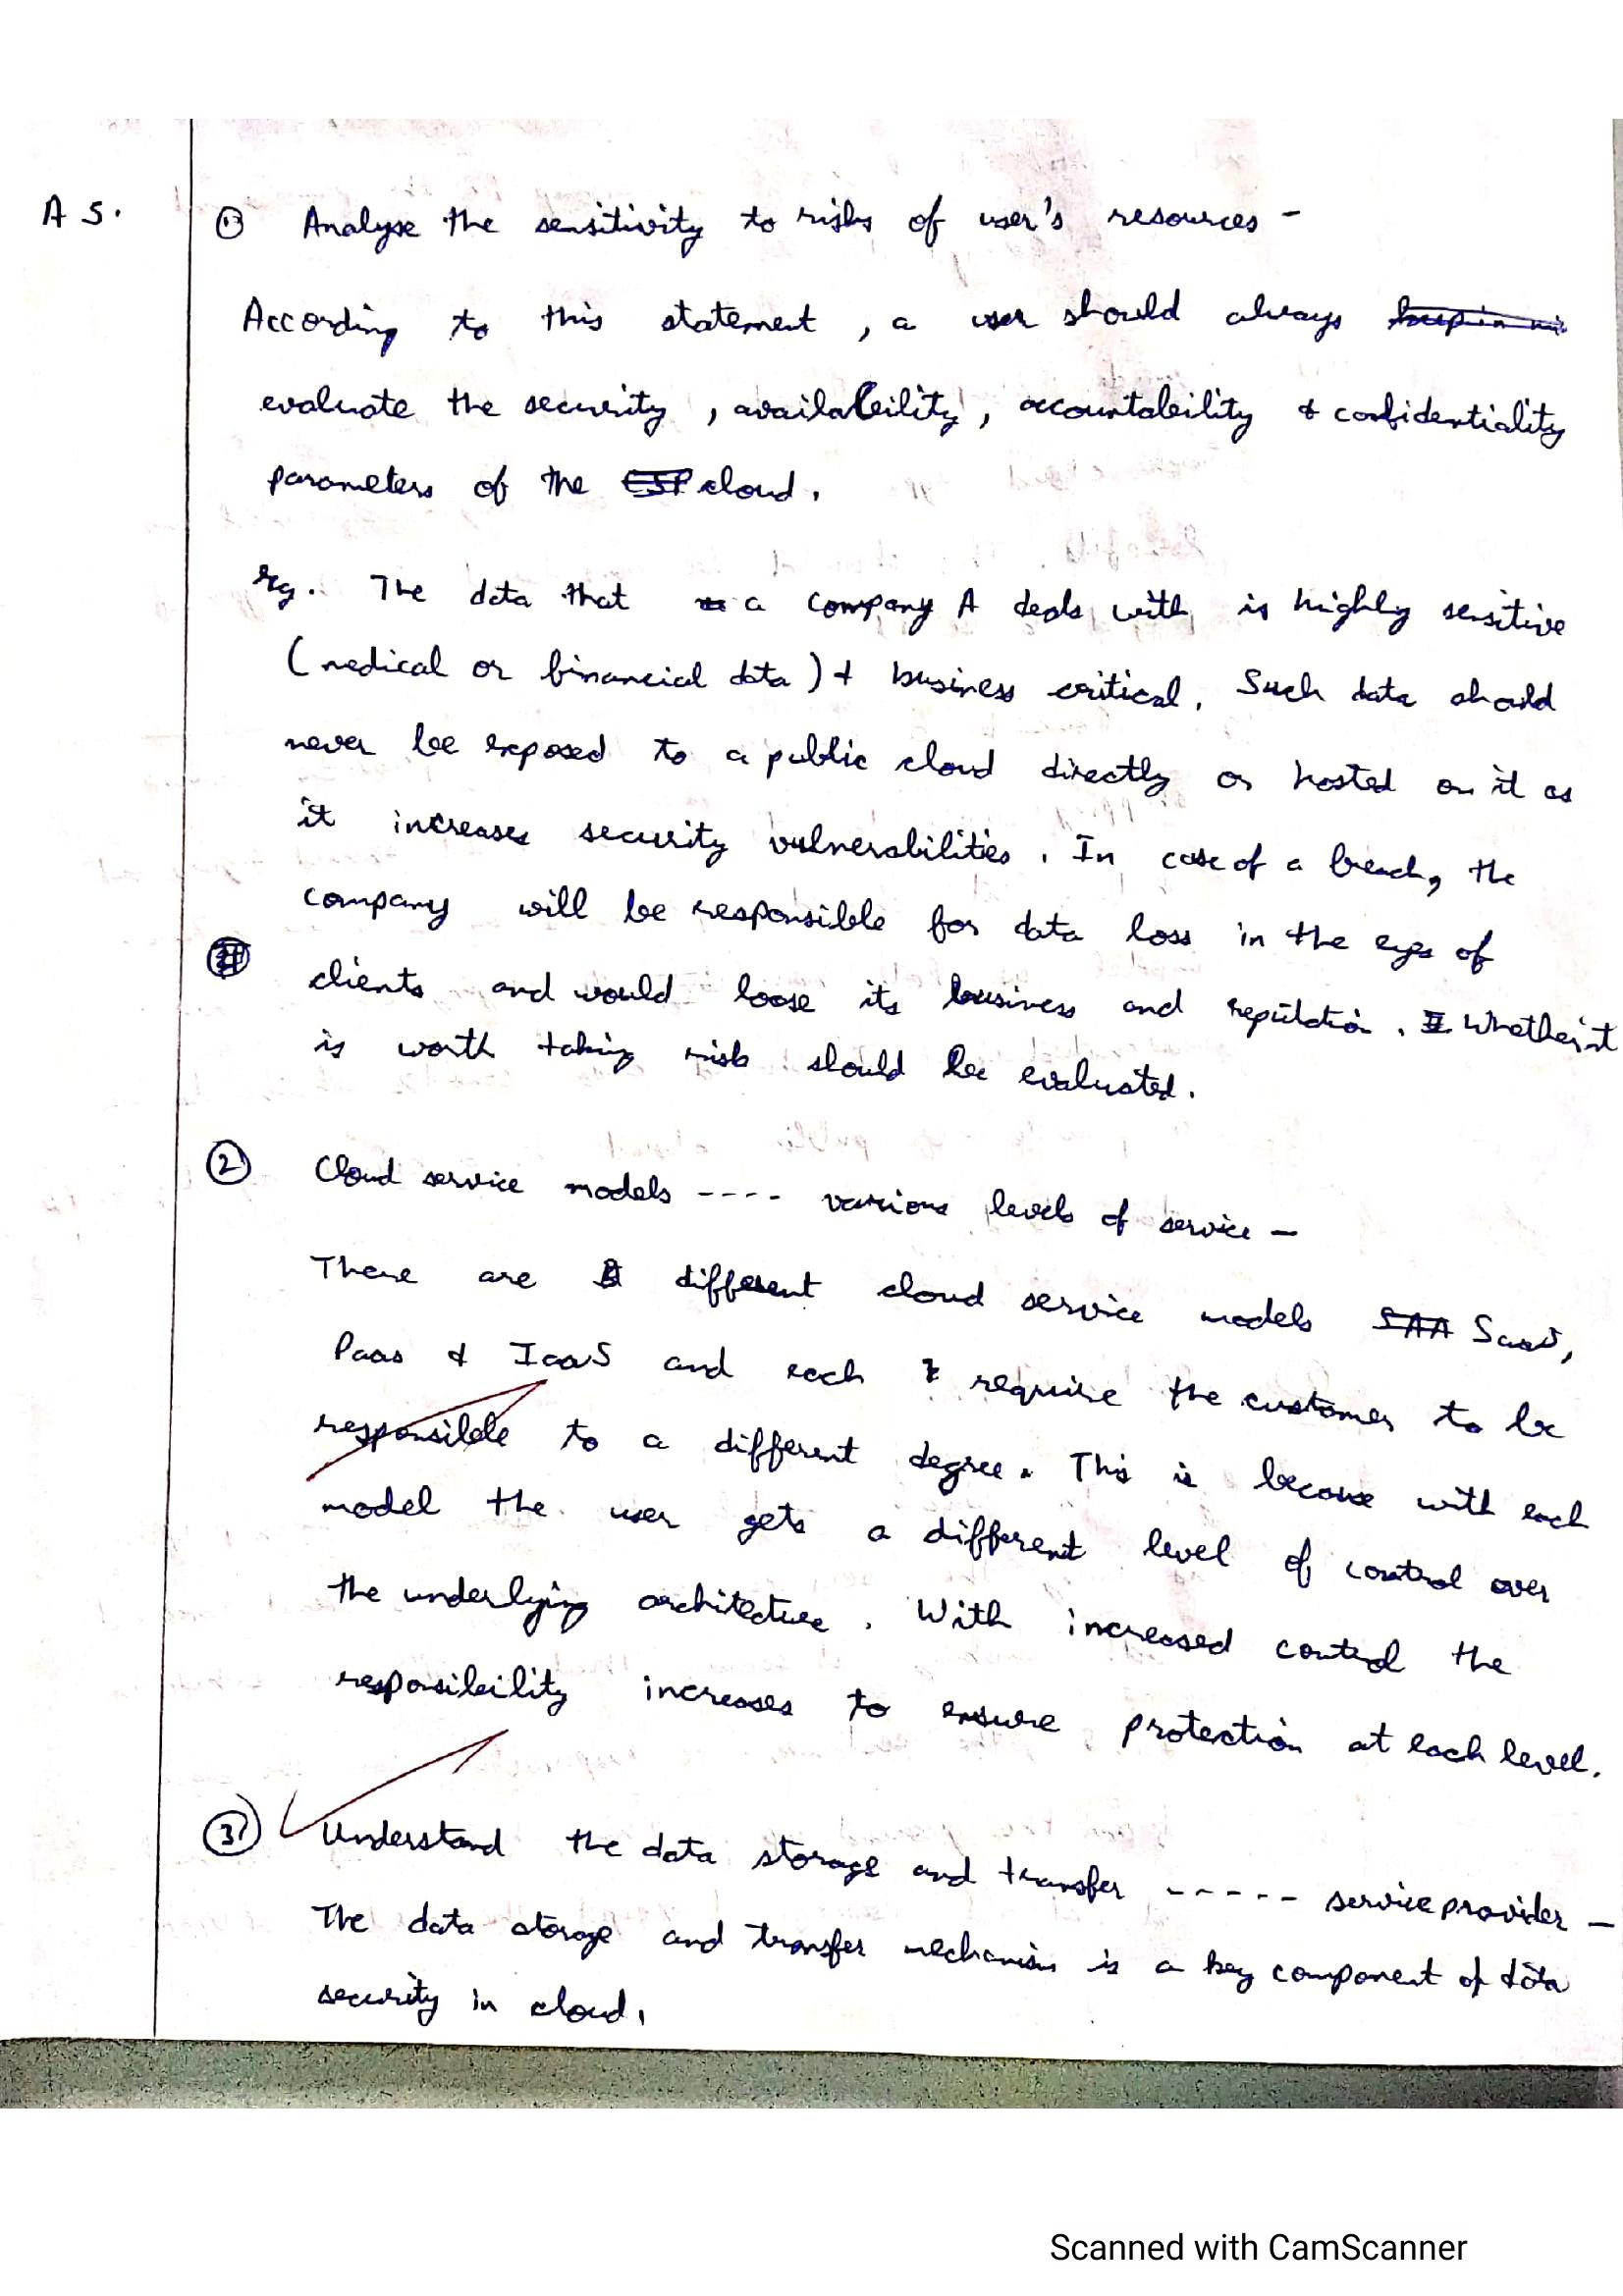 A 5.
① Analyse the sensitivity to risks of user's resources -
According to this statement, a user should always
evaluate the security, availability, accountability & confidentiality
parameters of the CSP cloud.
eg. The data that a company A deals with is highly sensitive
(medical or financial data) & business critical. Such data should
never be exposed to a public cloud directly or hosted on it as
it increases security vulnerabilities. In case of a breach, the
company will be responsible for data loss in the eyes of
clients and would loose its business and reputation. Whether it
is worth taking risk should be evaluated.
② Cloud service models ---- various levels of service -
There are different cloud service models SAA SaaS,
Paas & IaaS and each require the customer to be
responsible to a different degree. This is because with each
model the user gets a different level of control over
the underlying architecture. With increased control the
responsibility increases to ensure protection at each level.
③ Understand the data storage and transfer ----- service provider -
The data storage and transfer mechanism is a key component of data
security in cloud.
Scanned with CamScanner